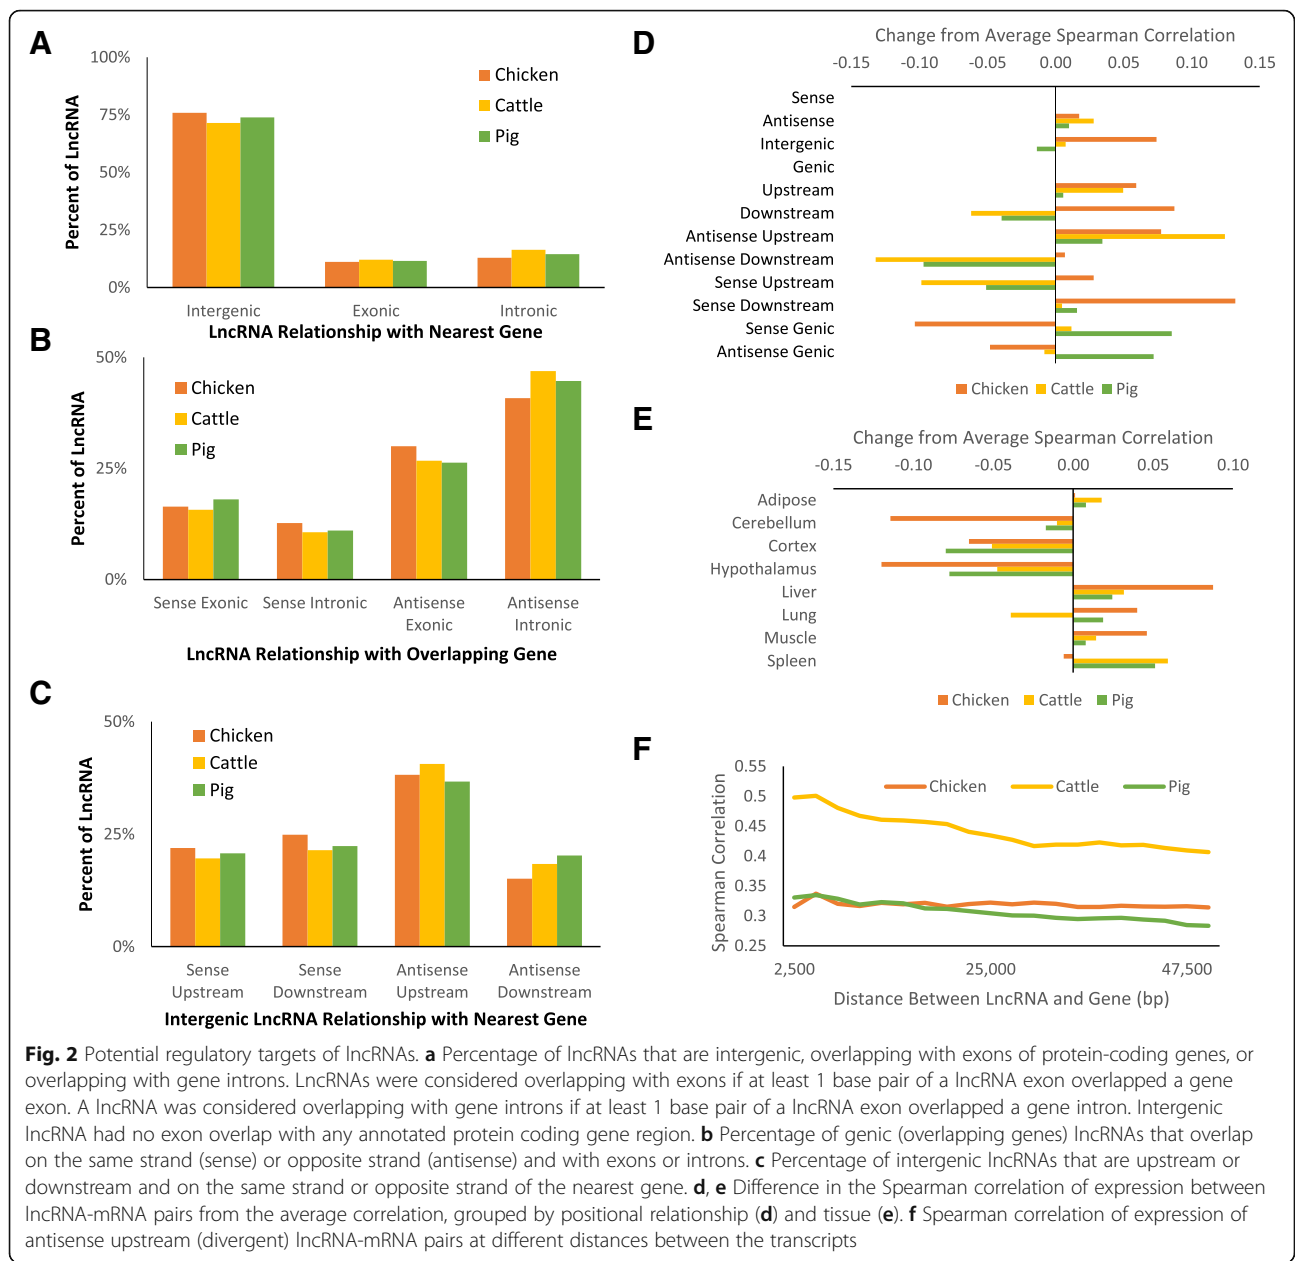 A
100%
75%
50%
25%
0%
Percent of LncRNA
Chicken
Cattle
Pig
Intergenic
Exonic
Intronic
LncRNA Relationship with Nearest Gene
B
50%
25%
0%
Percent of LncRNA
Chicken
Cattle
Pig
Sense Exonic
Sense Intronic
Antisense
Exonic
Antisense
Intronic
LncRNA Relationship with Overlapping Gene
C
50%
25%
0%
Percent of LncRNA
Chicken
Cattle
Pig
Sense
Upstream
Sense
Downstream
Antisense
Upstream
Antisense
Downstream
Intergenic LncRNA Relationship with Nearest Gene
D
Change from Average Spearman Correlation
-0.15 -0.10 -0.05 0.00 0.05 0.10 0.15
Sense
Antisense
Intergenic
Genic
Upstream
Downstream
Antisense Upstream
Antisense Downstream
Sense Upstream
Sense Downstream
Sense Genic
Antisense Genic
Chicken Cattle Pig
E
Change from Average Spearman Correlation
-0.15 -0.10 -0.05 0.00 0.05 0.10
Adipose
Cerebellum
Cortex
Hypothalamus
Liver
Lung
Muscle
Spleen
Chicken Cattle Pig
F
Spearman Correlation
0.55
0.5
0.45
0.4
0.35
0.3
0.25
Chicken Cattle Pig
2,500 25,000 47,500
Distance Between LncRNA and Gene (bp)
Fig. 2 Potential regulatory targets of lncRNAs. a Percentage of lncRNAs that are intergenic, overlapping with exons of protein-coding genes, or
overlapping with gene introns. LncRNAs were considered overlapping with exons if at least 1 base pair of a lncRNA exon overlapped a gene
exon. A lncRNA was considered overlapping with gene introns if at least 1 base pair of a lncRNA exon overlapped a gene intron. Intergenic
lncRNA had no exon overlap with any annotated protein coding gene region. b Percentage of genic (overlapping genes) lncRNAs that overlap
on the same strand (sense) or opposite strand (antisense) and with exons or introns. c Percentage of intergenic lncRNAs that are upstream or
downstream and on the same strand or opposite strand of the nearest gene. d, e Difference in the Spearman correlation of expression between
lncRNA-mRNA pairs from the average correlation, grouped by positional relationship (d) and tissue (e). f Spearman correlation of expression of
antisense upstream (divergent) lncRNA-mRNA pairs at different distances between the transcripts